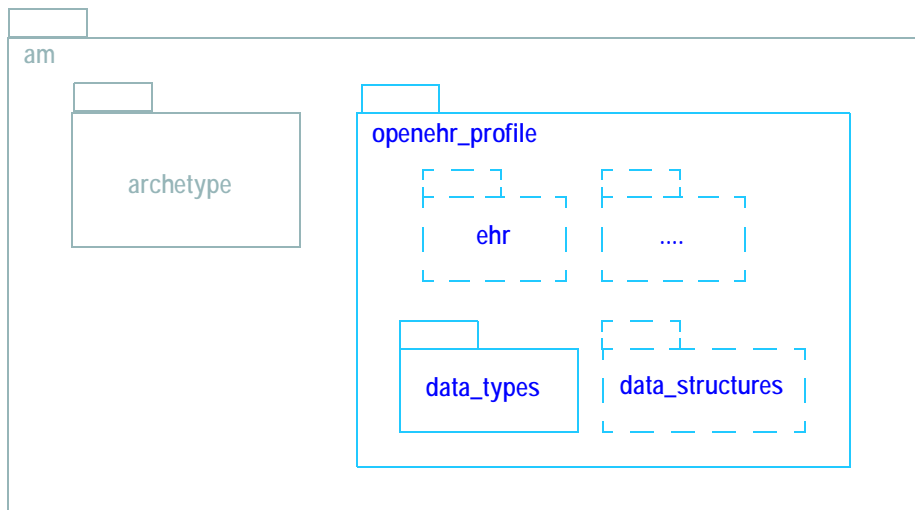 am
openehr_profile
archetype
ehr
....
data_types
data_structures